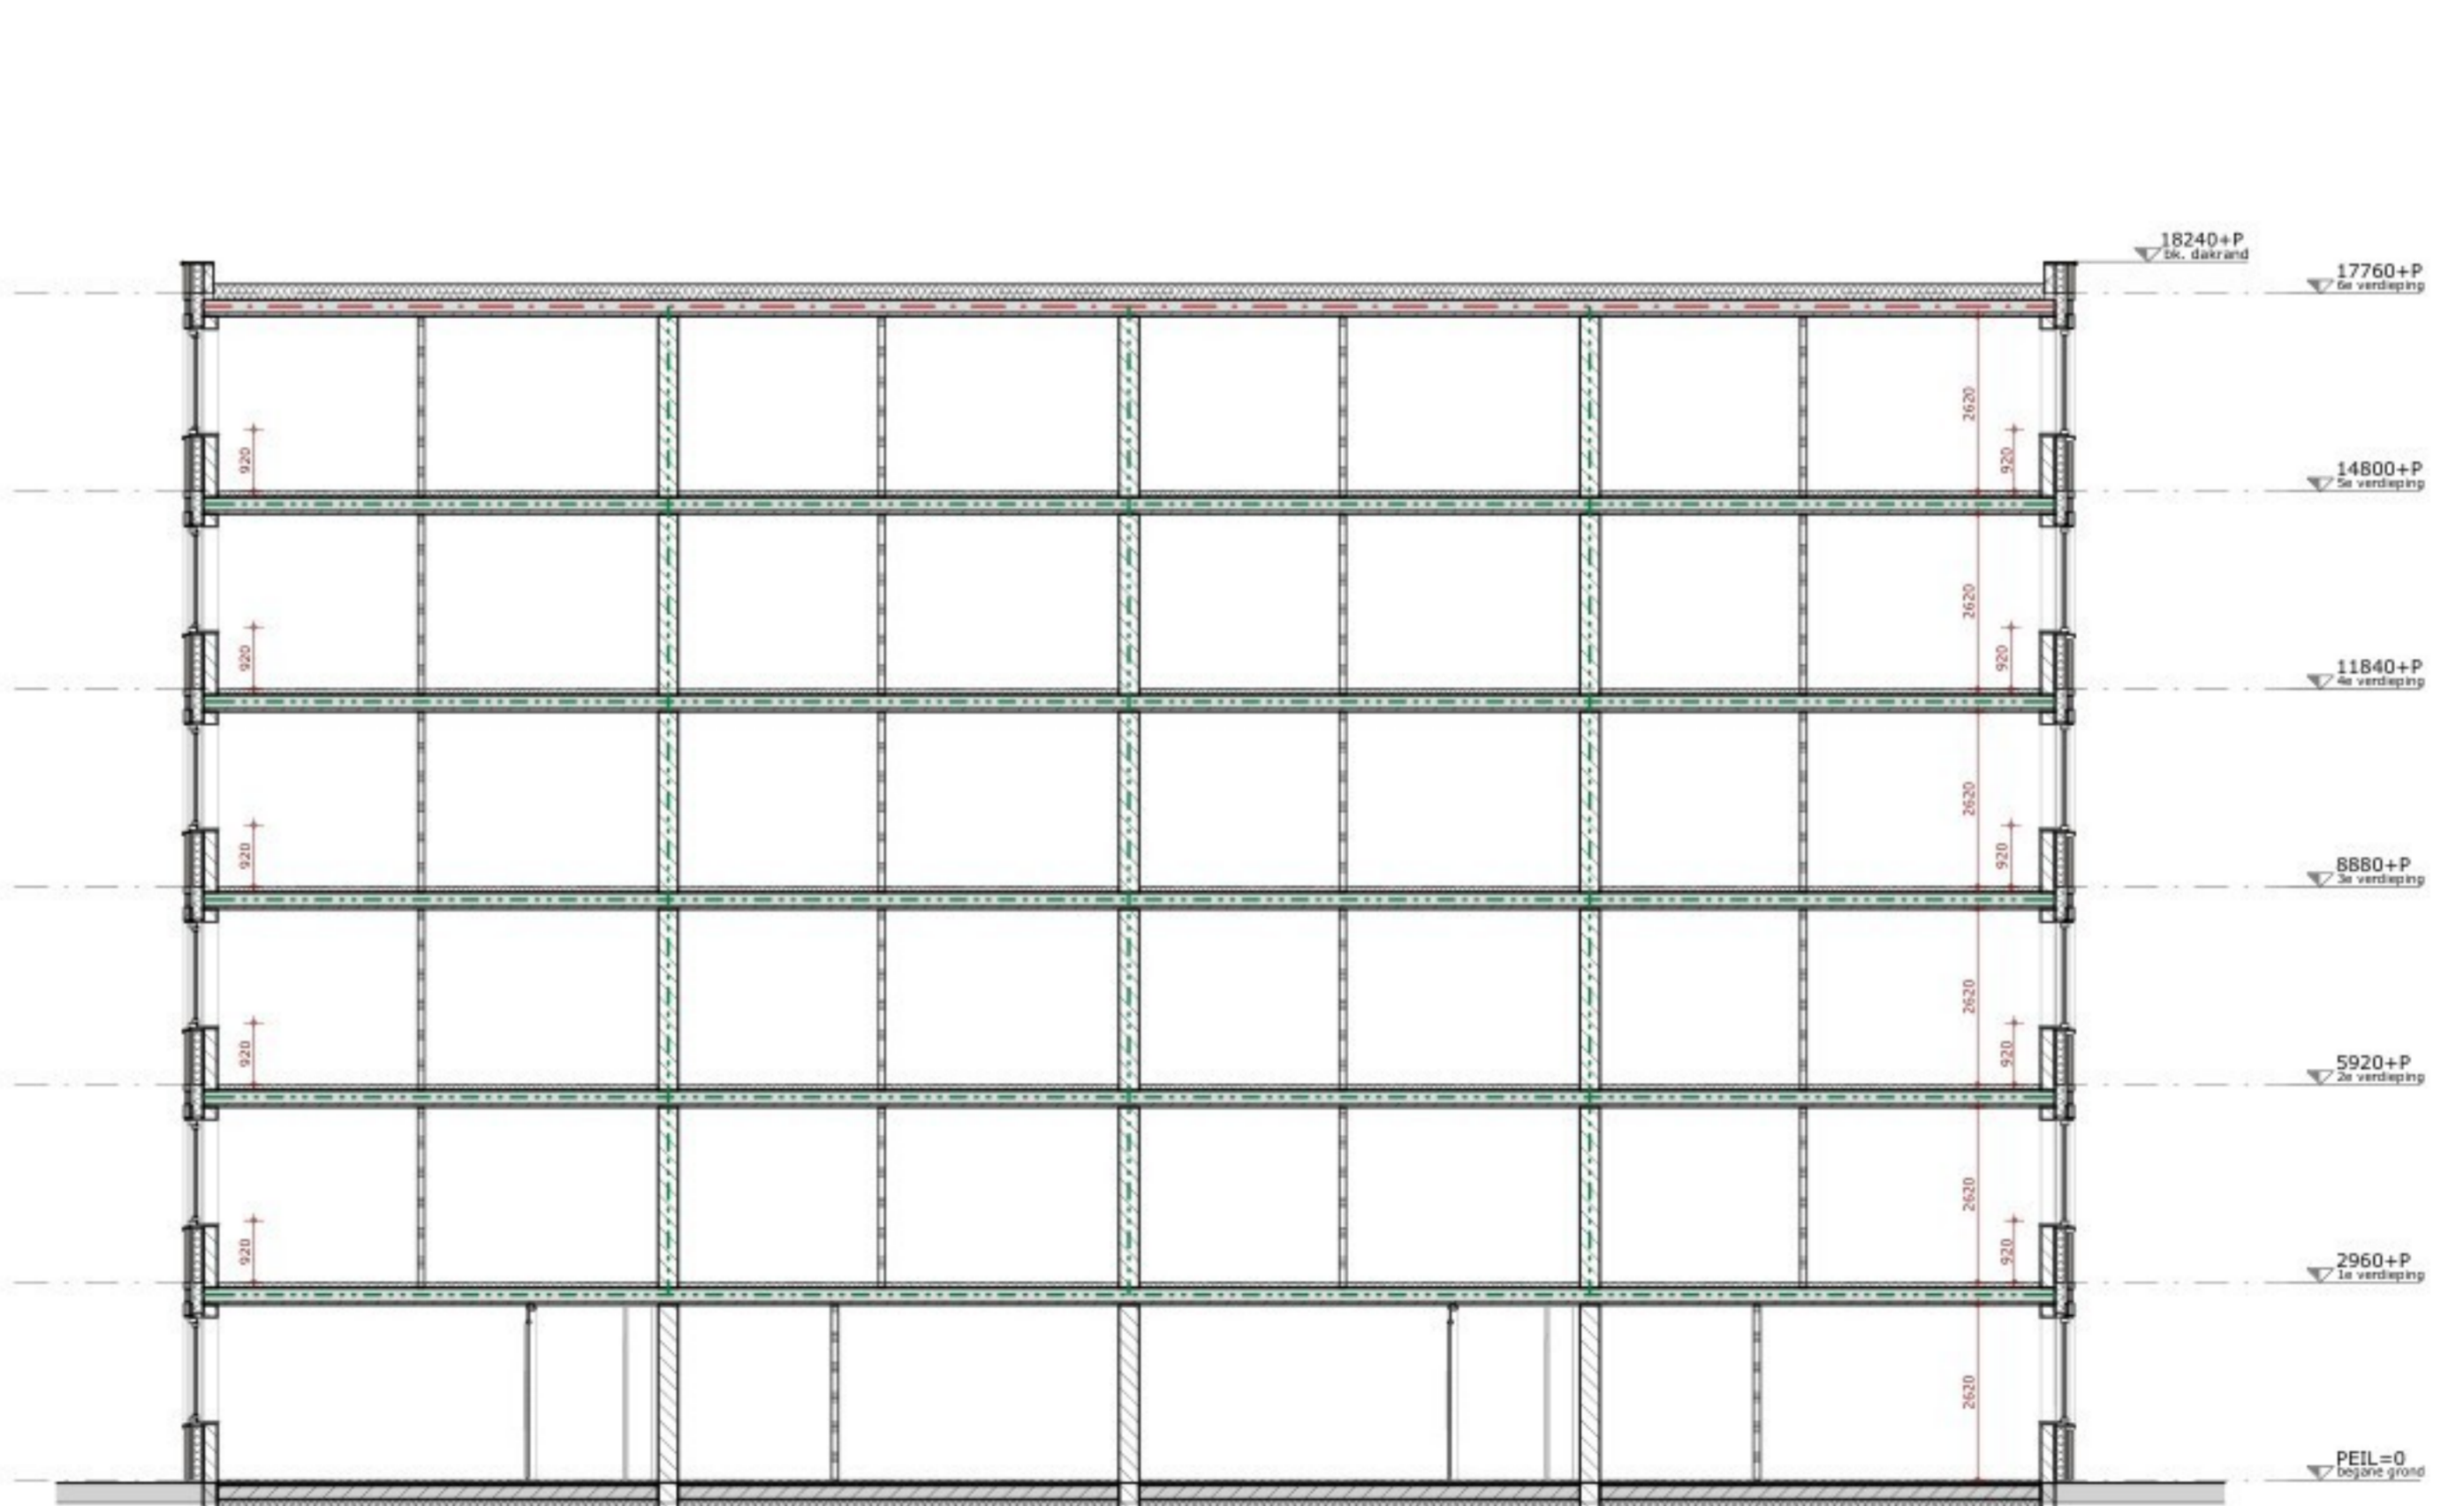 18240+P
bk. dakrand
17760+P
6e verdieping
2620
920
920
14800+P
5e verdieping
2620
920
920
11840+P
4e verdieping
2620
920
920
8880+P
3e verdieping
2620
920
920
5920+P
2e verdieping
2620
920
920
2960+P
1e verdieping
2620
PEIL=0
begane grond